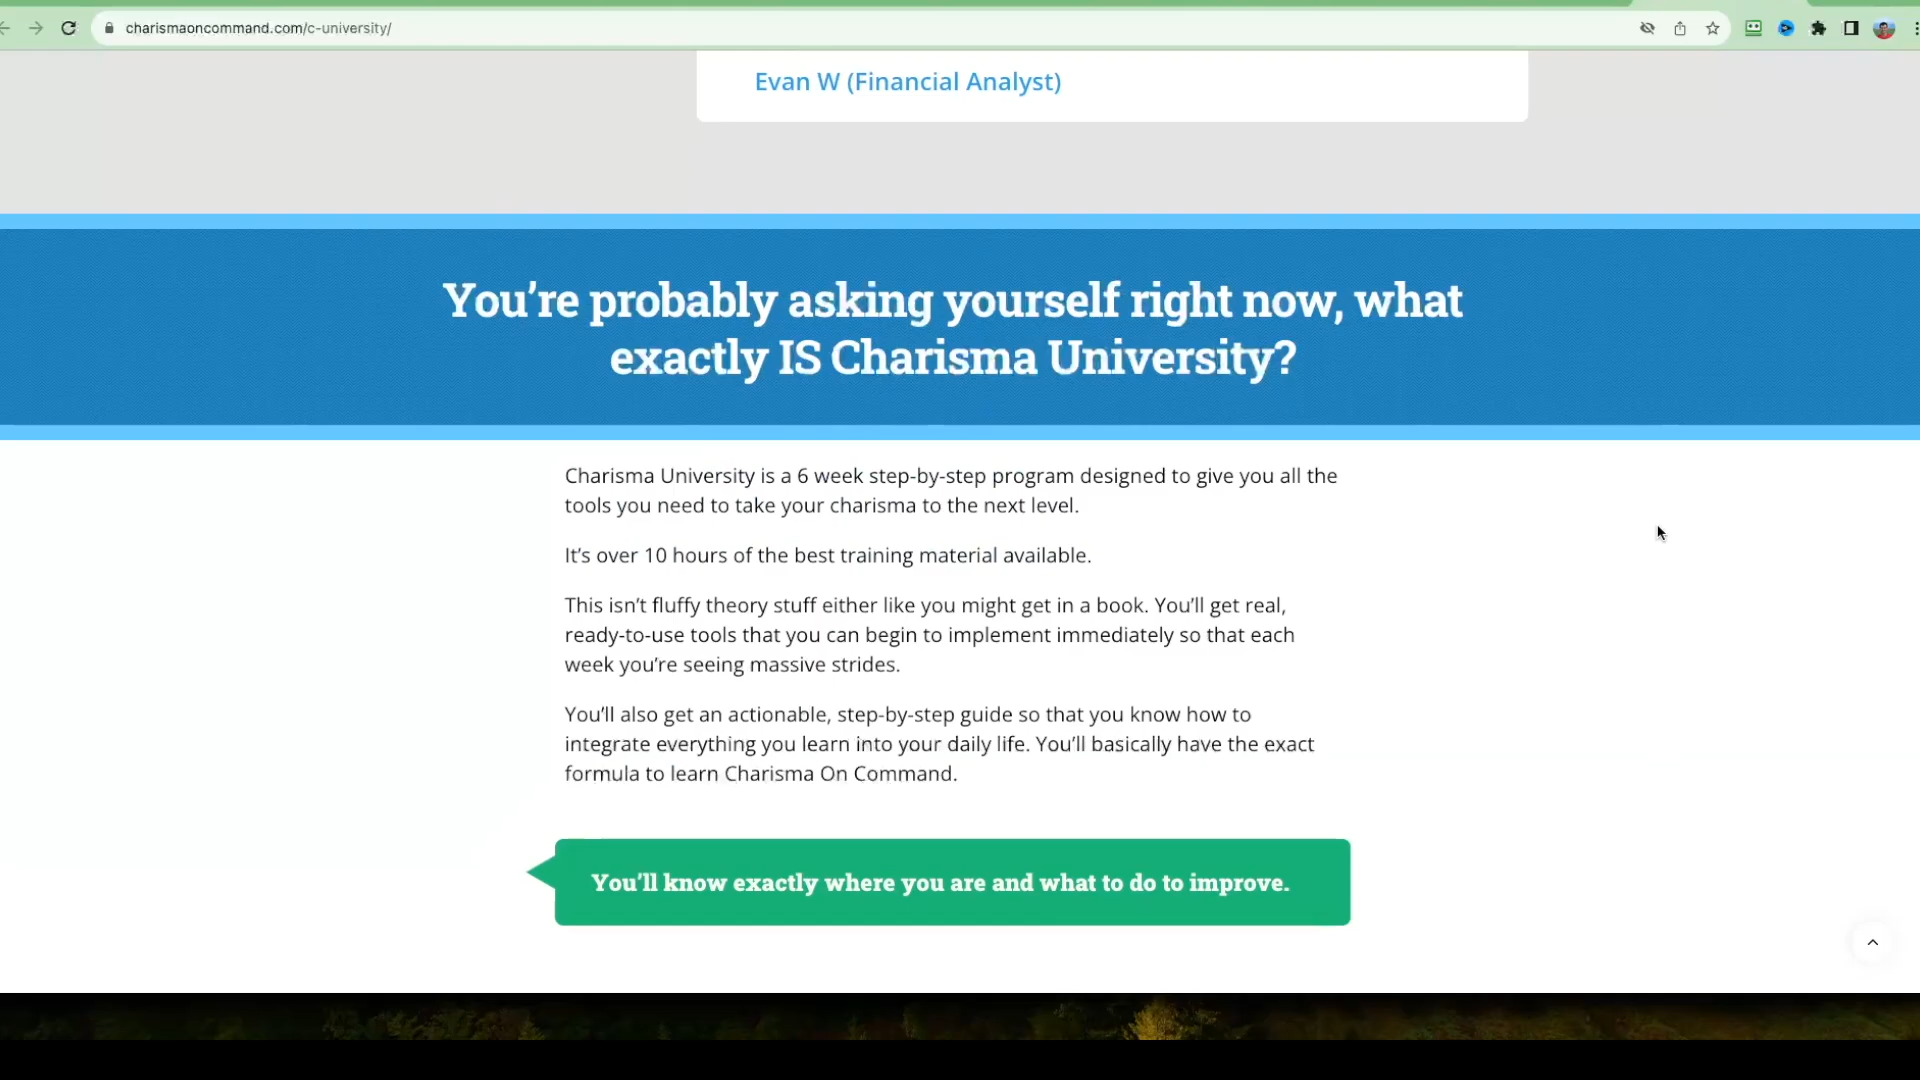 charismaoncommand.com/c-university/
Evan W (Financial Analyst)
You’re probably asking yourself right now, what
exactly IS Charisma University?
Charisma University is a 6 week step-by-step program designed to give you all the
tools you need to take your charisma to the next level.
It’s over 10 hours of the best training material available.
This isn’t fluffy theory stuff either like you might get in a book. You’ll get real,
ready-to-use tools that you can begin to implement immediately so that each
week you’re seeing massive strides.
You’ll also get an actionable, step-by-step guide so that you know how to
integrate everything you learn into your daily life. You’ll basically have the exact
formula to learn Charisma On Command.
You’ll know exactly where you are and what to do to improve.